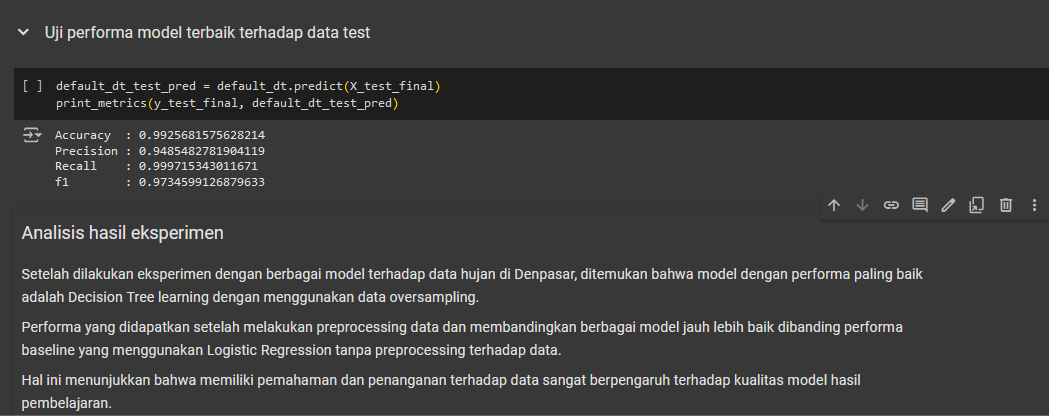 Uji performa model terbaik terhadap data test
[ ] default_dt_test_pred = default_dt.predict(X_test_final)
print_metrics(y_test_final, default_dt_test_pred)
Accuracy : 0.9925681575628214
Precision : 0.9485482781904119
Recall : 0.999715343011671
f1 : 0.9734599126879633
Analisis hasil eksperimen
Setelah dilakukan eksperimen dengan berbagai model terhadap data hujan di Denpasar, ditemukan bahwa model dengan performa paling baik
adalah Decision Tree learning dengan menggunakan data oversampling.
Performa yang didapatkan setelah melakukan preprocessing data dan membandingkan berbagai model jauh lebih baik dibanding performa
baseline yang menggunakan Logistic Regression tanpa preprocessing terhadap data.
Hal ini menunjukkan bahwa memiliki pemahaman dan penanganan terhadap data sangat berpengaruh terhadap kualitas model hasil
pembelajaran.